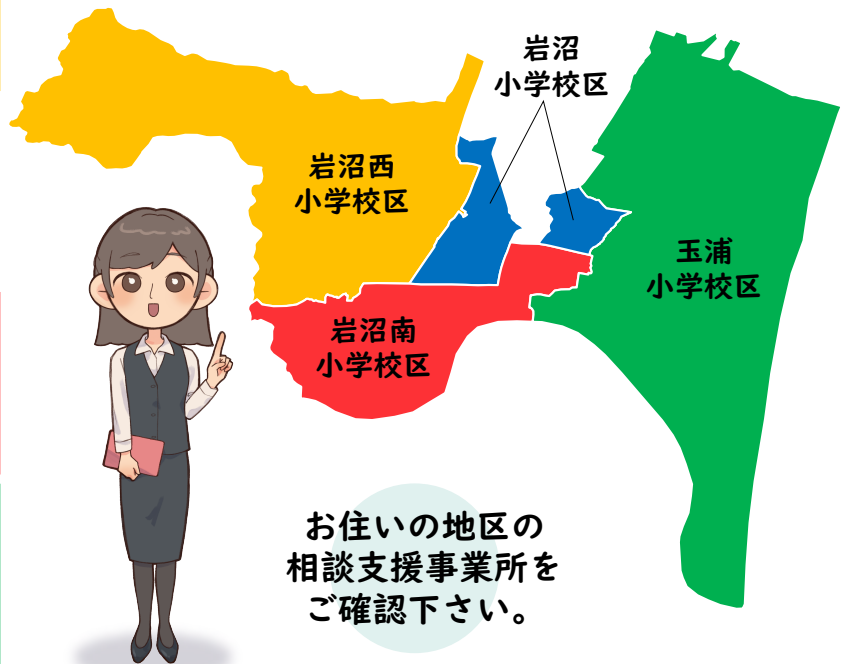 岩沼
小学校区
岩沼西
小学校区
玉浦
小学校区
岩沼南
小学校区
お住いの地区の
相談支援事業所を
ご確認下さい。